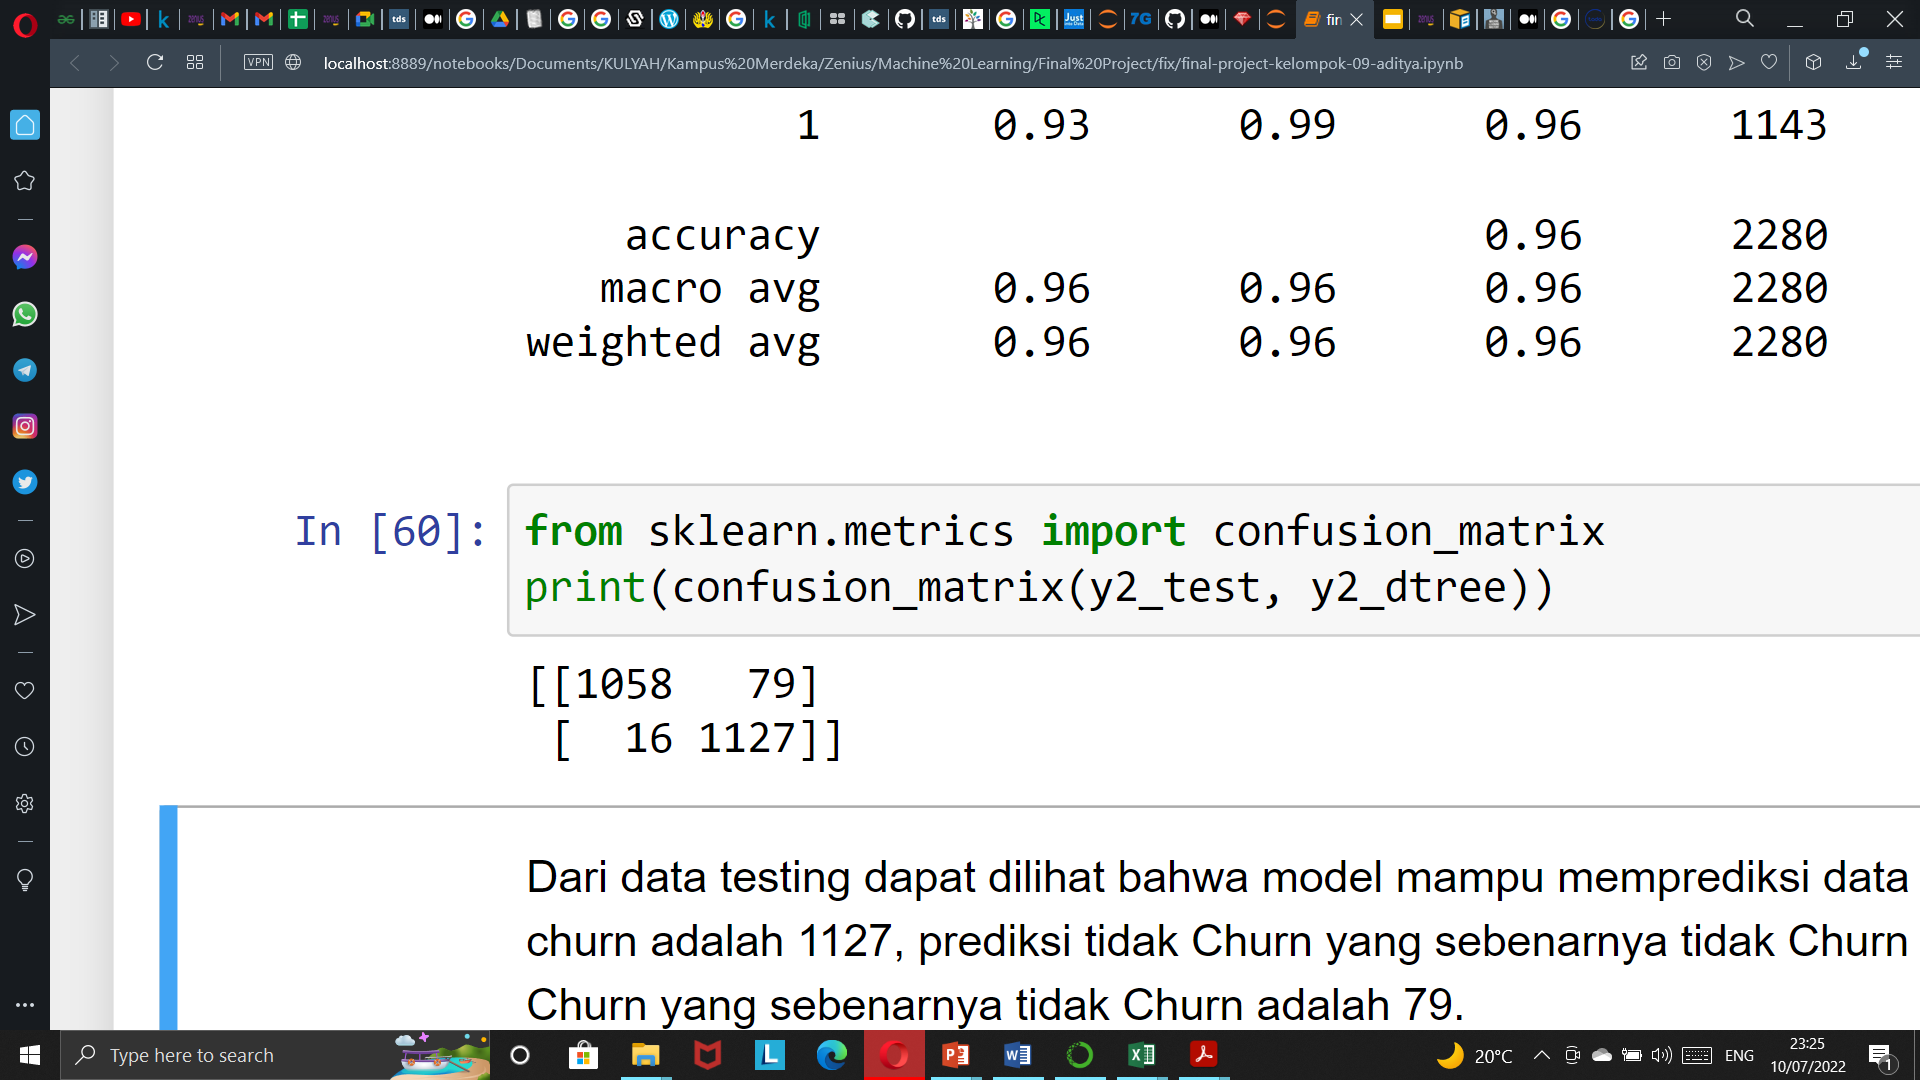 fin
VPN
localhost:8889/notebooks/Documents/KULYAH/Kampus%20Merdeka/Zenius/Machine%20Learning/Final%20Project/fix/final-project-kelompok-09-aditya.ipynb
1 0.93 0.99 0.96 1143
accuracy 0.96 2280
macro avg 0.96 0.96 0.96 2280
weighted avg 0.96 0.96 0.96 2280
In [60]: from sklearn.metrics import confusion_matrix
print(confusion_matrix(y2_test, y2_dtree))
[[1058 79]
[ 16 1127]]
Dari data testing dapat dilihat bahwa model mampu memprediksi data
churn adalah 1127, prediksi tidak Churn yang sebenarnya tidak Churn
Churn yang sebenarnya tidak Churn adalah 79.
Type here to search
20°C
ENG
23:25
10/07/2022
1